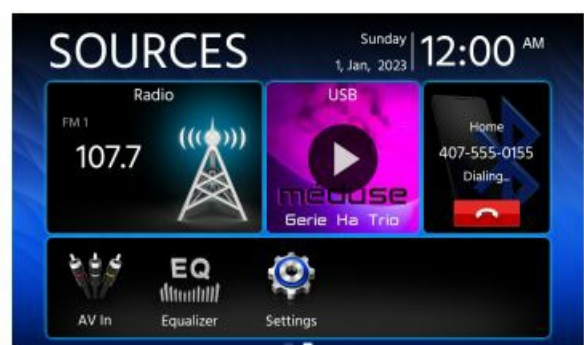 SOURCES
Sunday
1, Jan, 2023
12:00 AM
Radio
FM 1
107.7
USB
méduse
Gerie Ha Trio
Home
407-555-0155
Dialing...
AV In
EQ
Equalizer
Settings